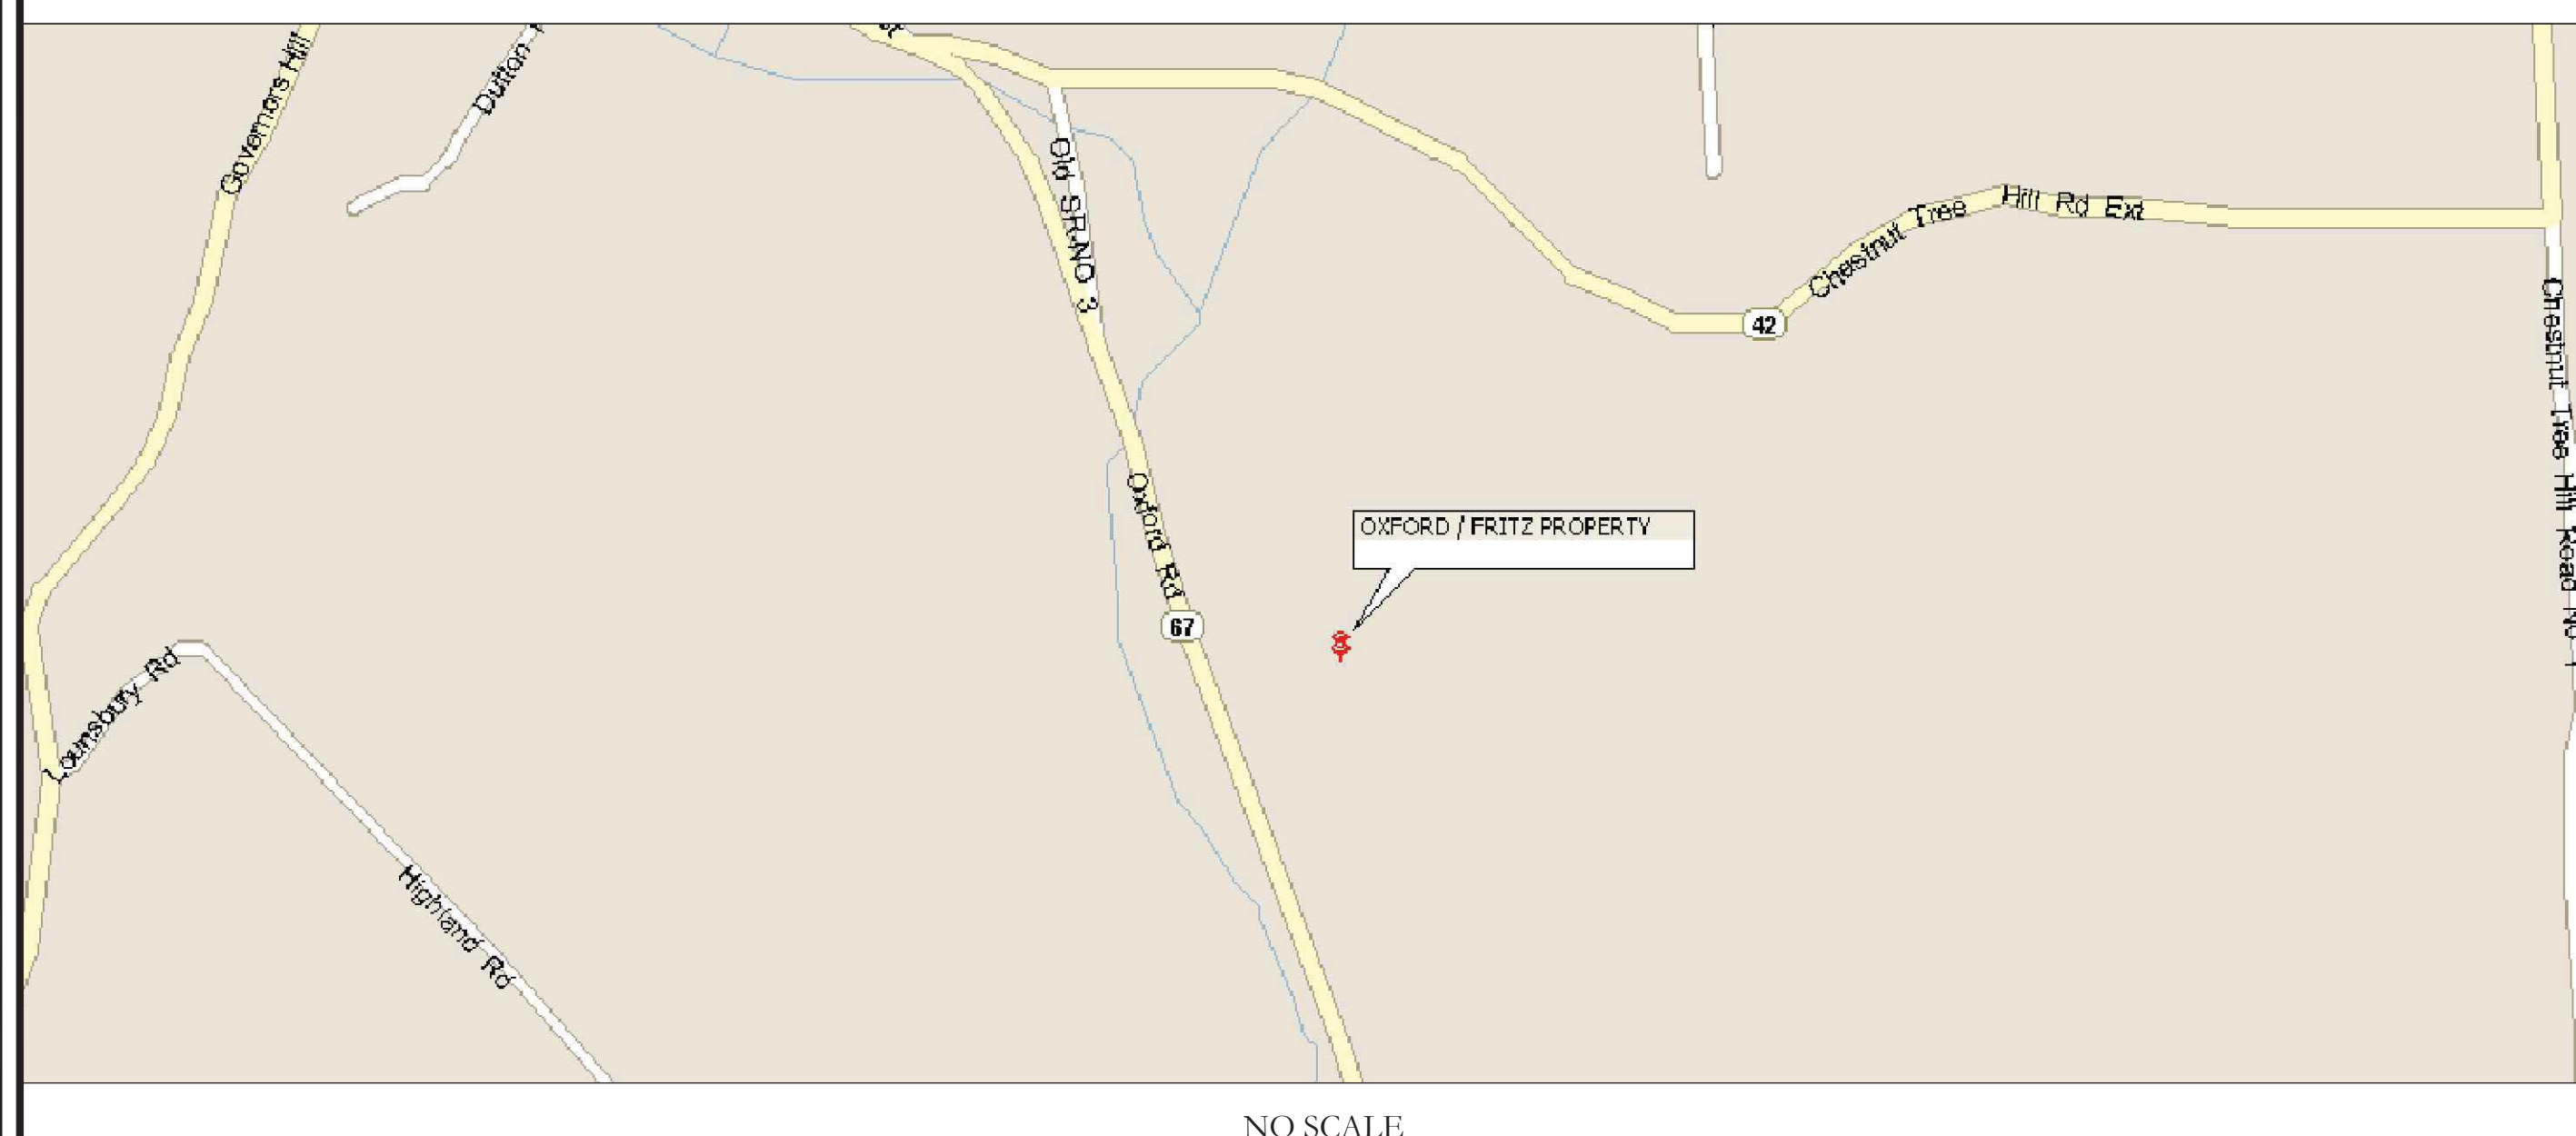 Governors Hill
Dutton
Old SR.NO 3
Hill Rd Ext
Chestnut Tree
42
Chestnut Tree Hill Road No 1
Oxford Rd
OXFORD / FRITZ PROPERTY
67
Lounsbury Rd
Highland Rd
NO SCALE